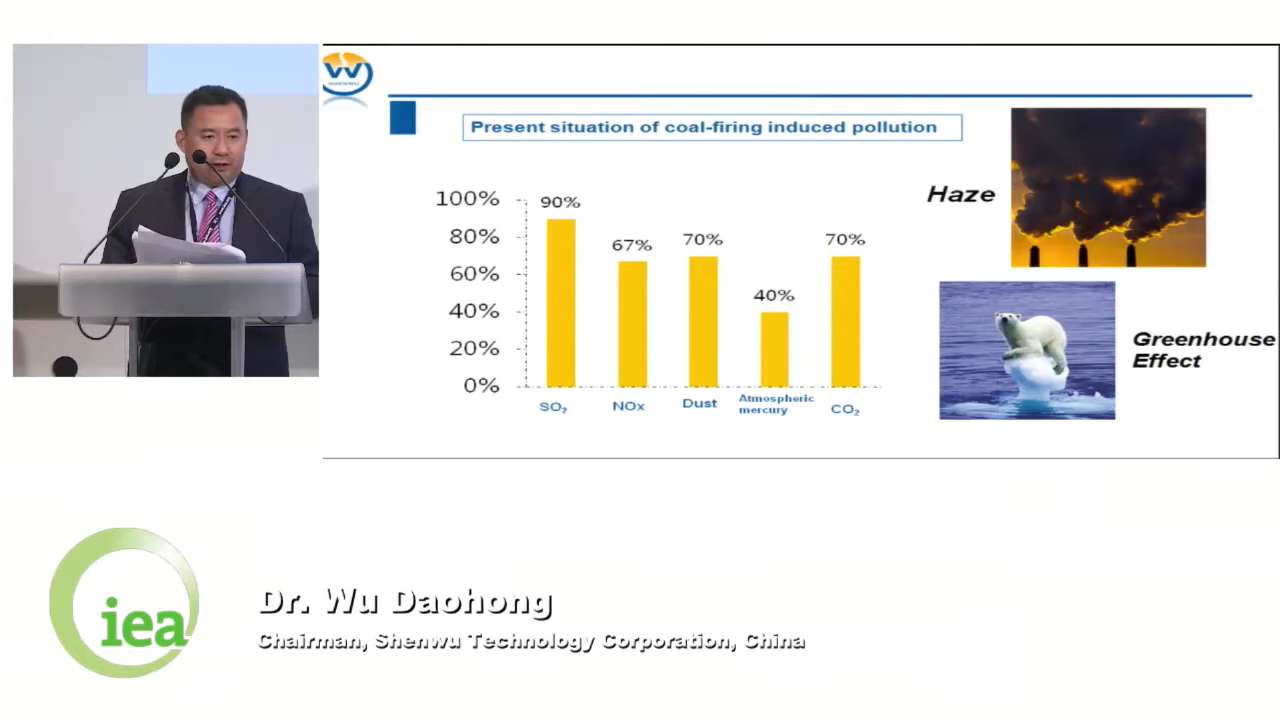 Present situation of coal-firing induced pollution
Haze
100%
80%
60%
40%
20%
0%
90%
67%
70%
40%
70%
SO₂
NOx
Dust
Atmospheric
mercury
CO₂
Greenhouse
Effect
iea
Dr. Wu Daohong
Chairman, Shenwu Technology Corporation, China